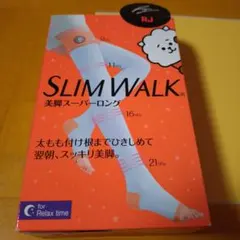 RJ
SLIM WALK
美脚スーパーロング
太もも付け根までひきしめて
翌朝、スッキリ美脚。
for
Relax time